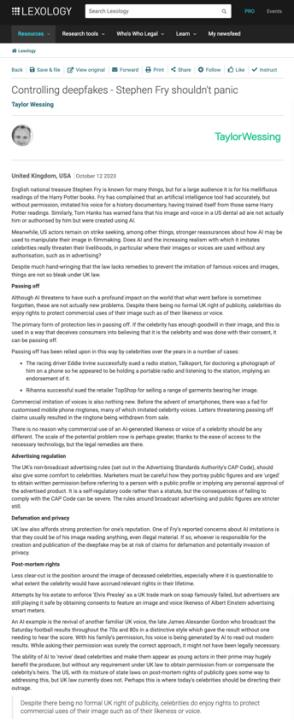 LEXOLOGY
Search Lexology
PRO
Events
Resources
Research tools
Who's Who Legal
Learn
My newsfeed
Lexology
Back
Save & file
View original
Forward
Print
Share
Follow
Like
Instruct
Controlling deepfakes - Stephen Fry shouldn't panic
Taylor Wessing
TaylorWessing
United Kingdom, USA | October 12 2023
English national treasure Stephen Fry is known for many things, but for a large audience it is for his mellifluous
readings of the Harry Potter books. Fry has complained that an artificial intelligence tool had accurately, but
without permission, imitated his voice for a history documentary, having trained itself from those same Harry
Potter readings. Similarly, Tom Hanks has warned fans that his image and voice in a US dental ad are not actually
him or authorised by him but were created using AI.
Meanwhile, US actors remain on strike seeking, among other things, stronger reassurances about how AI may be
used to manipulate their image in filmmaking. Does AI and the increasing realism with which it imitates
celebrities really threaten their livelihoods, in particular where their images or voices are used without any
authorisation, such as in advertising?
Despite much hand-wringing that the law lacks remedies to prevent the imitation of famous voices and images,
things are not so bleak under UK law.
Passing off
Although AI threatens to have such a profound impact on the world that what went before is sometimes
forgotten, these are not actually new problems. Despite there being no formal UK right of publicity, celebrities do
enjoy rights to protect commercial uses of their image such as of their likeness or voice.
The primary form of protection lies in passing off. If the celebrity has enough goodwill in their image, and this is
used in a way that deceives consumers into believing that it is the celebrity and was done with their consent, it
can be passing off.
Passing off has been relied upon in this way by celebrities over the years in a number of cases:
• The racing driver Eddie Irvine successfully sued a radio station, Talksport, for doctoring a photograph of
him on a phone so he appeared to be holding a portable radio and listening to the station, implying an
endorsement of it.
• Rihanna successfully sued the retailer TopShop for selling a range of garments bearing her image.
Commercial imitation of voices is also nothing new. Before the advent of smartphones, there was a fad for
customised mobile phone ringtones, many of which imitated celebrity voices. Letters threatening passing off
claims usually resulted in the ringtone being withdrawn from sale.
There is no reason why commercial use of an AI-generated likeness or voice of a celebrity should be any
different. The scale of the potential problem now is perhaps greater, thanks to the ease of access to the
necessary technology, but the legal remedies are there.
Advertising regulation
The UK's non-broadcast advertising rules (set out in the Advertising Standards Authority's CAP Code), should
also give some comfort to celebrities. Marketers must be careful how they portray public figures and are 'urged'
to obtain written permission before referring to a person with a public profile or implying any personal approval of
the advertised product. It is a self-regulatory code rather than a statute, but the consequences of failing to
comply with the CAP Code can be severe. The rules around broadcast advertising and public figures are stricter
still.
Defamation and privacy
UK law also affords strong protection for one's reputation. One of Fry's reported concerns about AI imitations is
that they could be of his image reading anything, even illegal material. If so, whoever is responsible for the
creation and publication of the deepfake may be at risk of claims for defamation and potentially invasion of
privacy.
Post-mortem rights
Less clear-cut is the position around the image of deceased celebrities, especially where it is questionable to
what extent the celebrity would have accrued relevant rights in their lifetime.
Attempts by his estate to enforce 'Elvis Presley' as a UK trade mark on soap famously failed, but advertisers are
still playing it safe by obtaining consents to feature an image and voice likeness of Albert Einstein advertising
smart meters.
An AI example is the revival of another familiar UK voice, the late James Alexander Gordon who broadcast the
Saturday football results throughout the 70s and 80s in a distinctive style which gave the result without one
needing to hear the score. With his family's permission, his voice is being generated by AI to read out modern
results. While asking their permission was surely the correct approach, it might not have been legally necessary.
The ability of AI to 'revive' dead celebrities and make them appear as young actors in their prime may hugely
benefit the producer, but without any requirement under UK law to obtain permission from or compensate the
celebrity's heirs. The US, with its mixture of state laws on post-mortem rights of publicity goes some way to
addressing this, but UK law currently does not. Perhaps this is where today's celebrities should be directing their
outrage.
Despite there being no formal UK right of publicity, celebrities do enjoy rights to protect
commercial uses of their image such as of their likeness or voice.